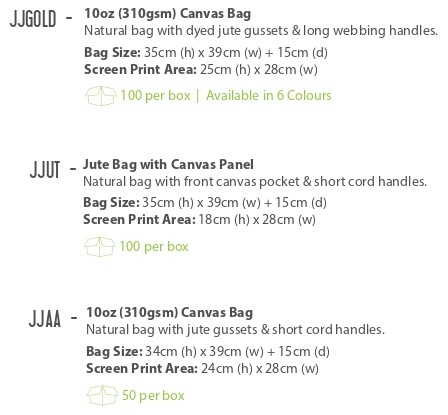 JJGOLD - 10oz (310gsm) Canvas Bag
Natural bag with dyed jute gussets & long webbing handles.
Bag Size: 35cm (h) x 39cm (w) + 15cm (d)
Screen Print Area: 25cm (h) x 28cm (w)
100 per box | Available in 6 Colours
JJUT - Jute Bag with Canvas Panel
Natural bag with front canvas pocket & short cord handles.
Bag Size: 35cm (h) x 39cm (w) + 15cm (d)
Screen Print Area: 18cm (h) x 28cm (w)
100 per box
JJAA - 10oz (310gsm) Canvas Bag
Natural bag with jute gussets & short cord handles.
Bag Size: 34cm (h) x 39cm (w) + 15cm (d)
Screen Print Area: 24cm (h) x 28cm (w)
50 per box